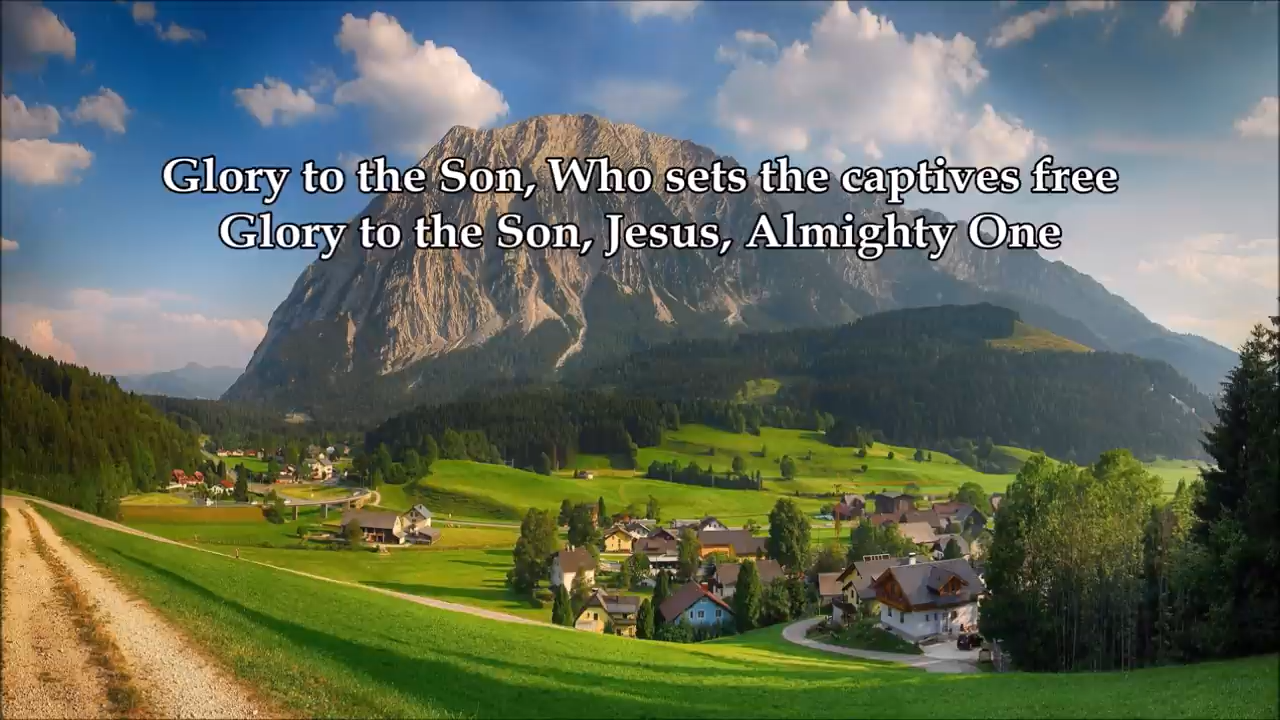 Glory to the Son, Who sets the captives free
Glory to the Son, Jesus, Almighty One